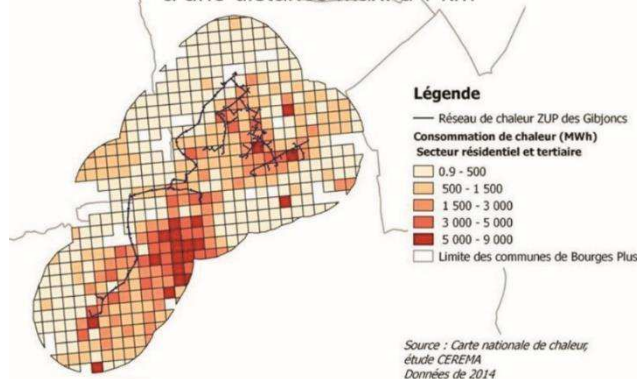 Légende
Réseau de chaleur ZUP des Gibjoncs
Consommation de chaleur (MWh)
Secteur résidentiel et tertiaire
0.9 - 500
500 - 1 500
1 500 - 3 000
3 000 - 5 000
5 000 - 9 000
Limite des communes de Bourges Plus
Source : Carte nationale de chaleur,
étude CEREMA
Données de 2014